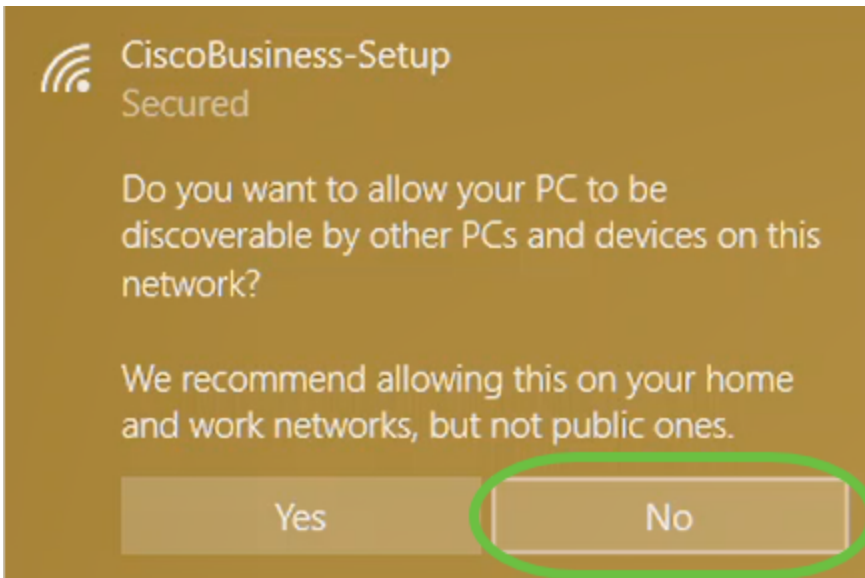 CiscoBusiness-Setup
Secured
Do you want to allow your PC to be
discoverable by other PCs and devices on this
network?
We recommend allowing this on your home
and work networks, but not public ones.
Yes
No